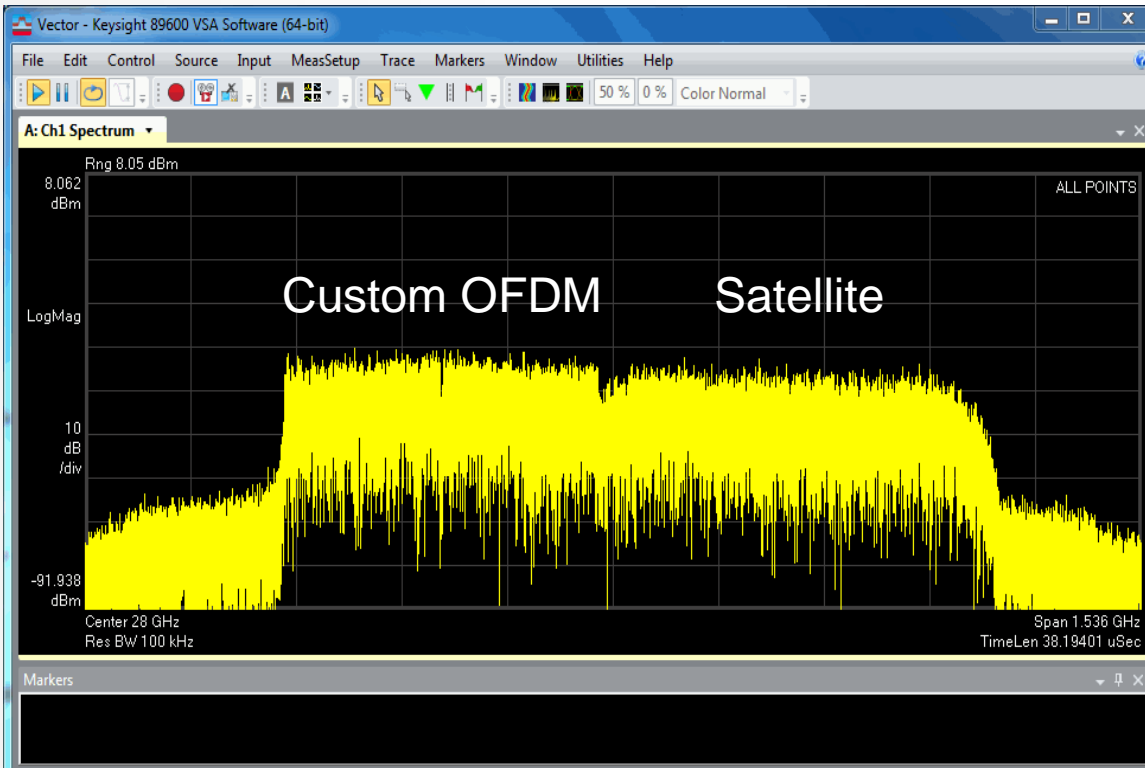 Vector - Keysight 89600 VSA Software (64-bit)
File Edit Control Source Input MeasSetup Trace Markers Window Utilities Help
A 50 % 0 % Color Normal
A: Ch1 Spectrum
Rng 8.05 dBm
8.062
dBm
ALL POINTS
Custom OFDM Satellite
LogMag
10
dB
/div
-91.938
dBm
Center 28 GHz Span 1.536 GHz
Res BW 100 kHz TimeLen 38.19401 uSec
Markers